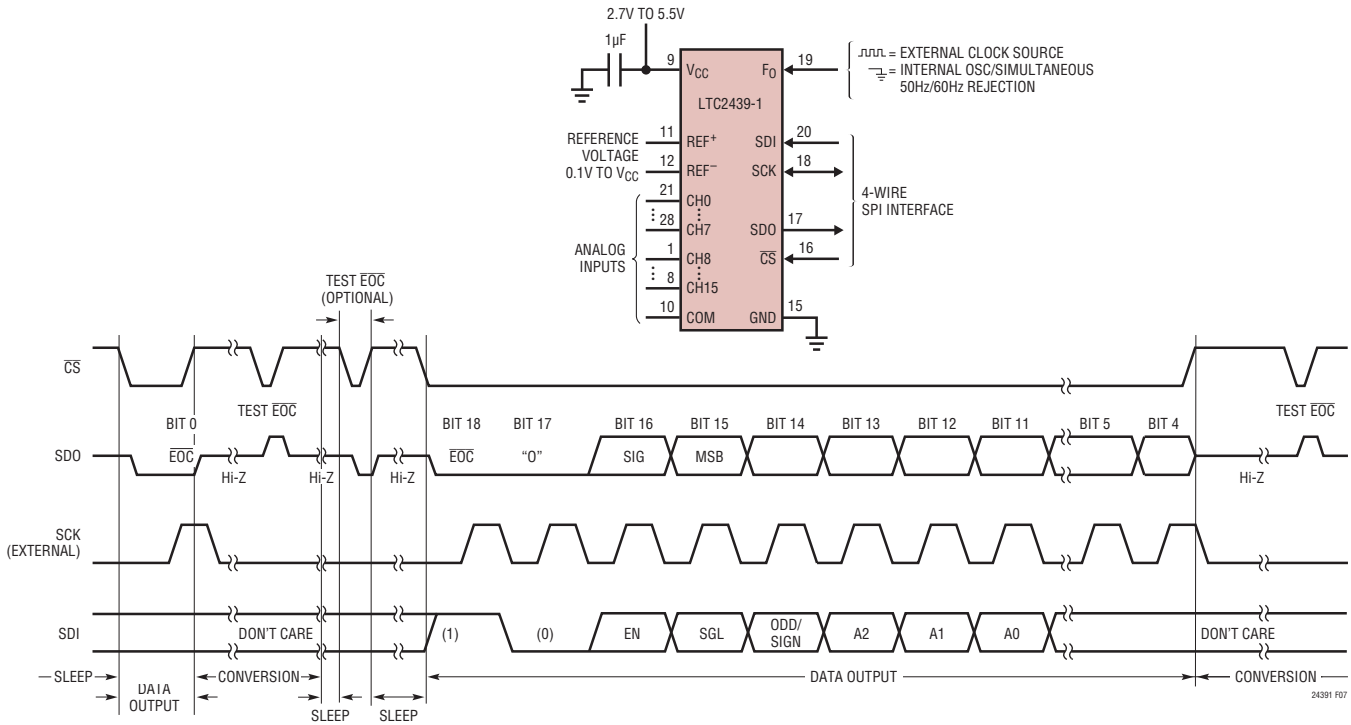 2.7V TO 5.5V
1µF
9
VCC
FO
19
= EXTERNAL CLOCK SOURCE
= INTERNAL OSC/SIMULTANEOUS
50Hz/60Hz REJECTION
LTC2439-1
REFERENCE
VOLTAGE
0.1V TO VCC
11
REF+
12
REF–
SDI
20
SCK
18
4-WIRE
SPI INTERFACE
21
CH0
28
CH7
SDO
17
ANALOG
INPUTS
1
CH8
CS
16
8
CH15
10
COM
GND
15
TEST EOC
(OPTIONAL)
CS
TEST EOC
TEST EOC
BIT 0
BIT 18
BIT 17
BIT 16
BIT 15
BIT 14
BIT 13
BIT 12
BIT 11
BIT 5
BIT 4
SDO
EOC
EOC
“O”
SIG
MSB
Hi-Z
Hi-Z
Hi-Z
Hi-Z
SCK
(EXTERNAL)
SDI
DON'T CARE
(1)
(0)
EN
SGL
ODD/
SIGN
A2
A1
A0
DON'T CARE
SLEEP
DATA
OUTPUT
CONVERSION
SLEEP
SLEEP
DATA OUTPUT
CONVERSION
24391 F07